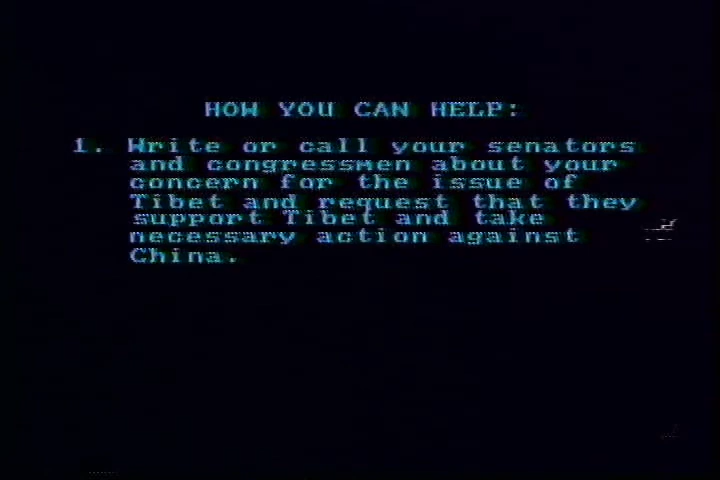 HOW YOU CAN HELP:
1. Write or call your senators
and congressmen about your
concern for the issue of
Tibet and request that they
support Tibet and take
necessary action against
China.